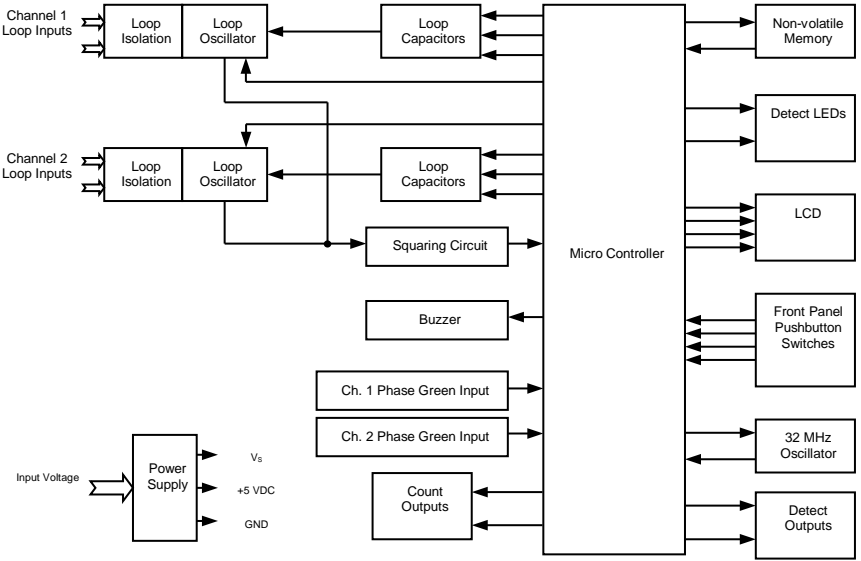 Channel 1
Loop Inputs
Loop
Isolation
Loop
Oscillator
Loop
Capacitors
Non-volatile
Memory
Detect LEDs
Channel 2
Loop Inputs
Loop
Isolation
Loop
Oscillator
Loop
Capacitors
LCD
Squaring Circuit
Micro Controller
Buzzer
Front Panel
Pushbutton
Switches
Ch. 1 Phase Green Input
Ch. 2 Phase Green Input
32 MHz
Oscillator
Input Voltage
Power
Supply
VS
+5 VDC
GND
Count
Outputs
Detect
Outputs